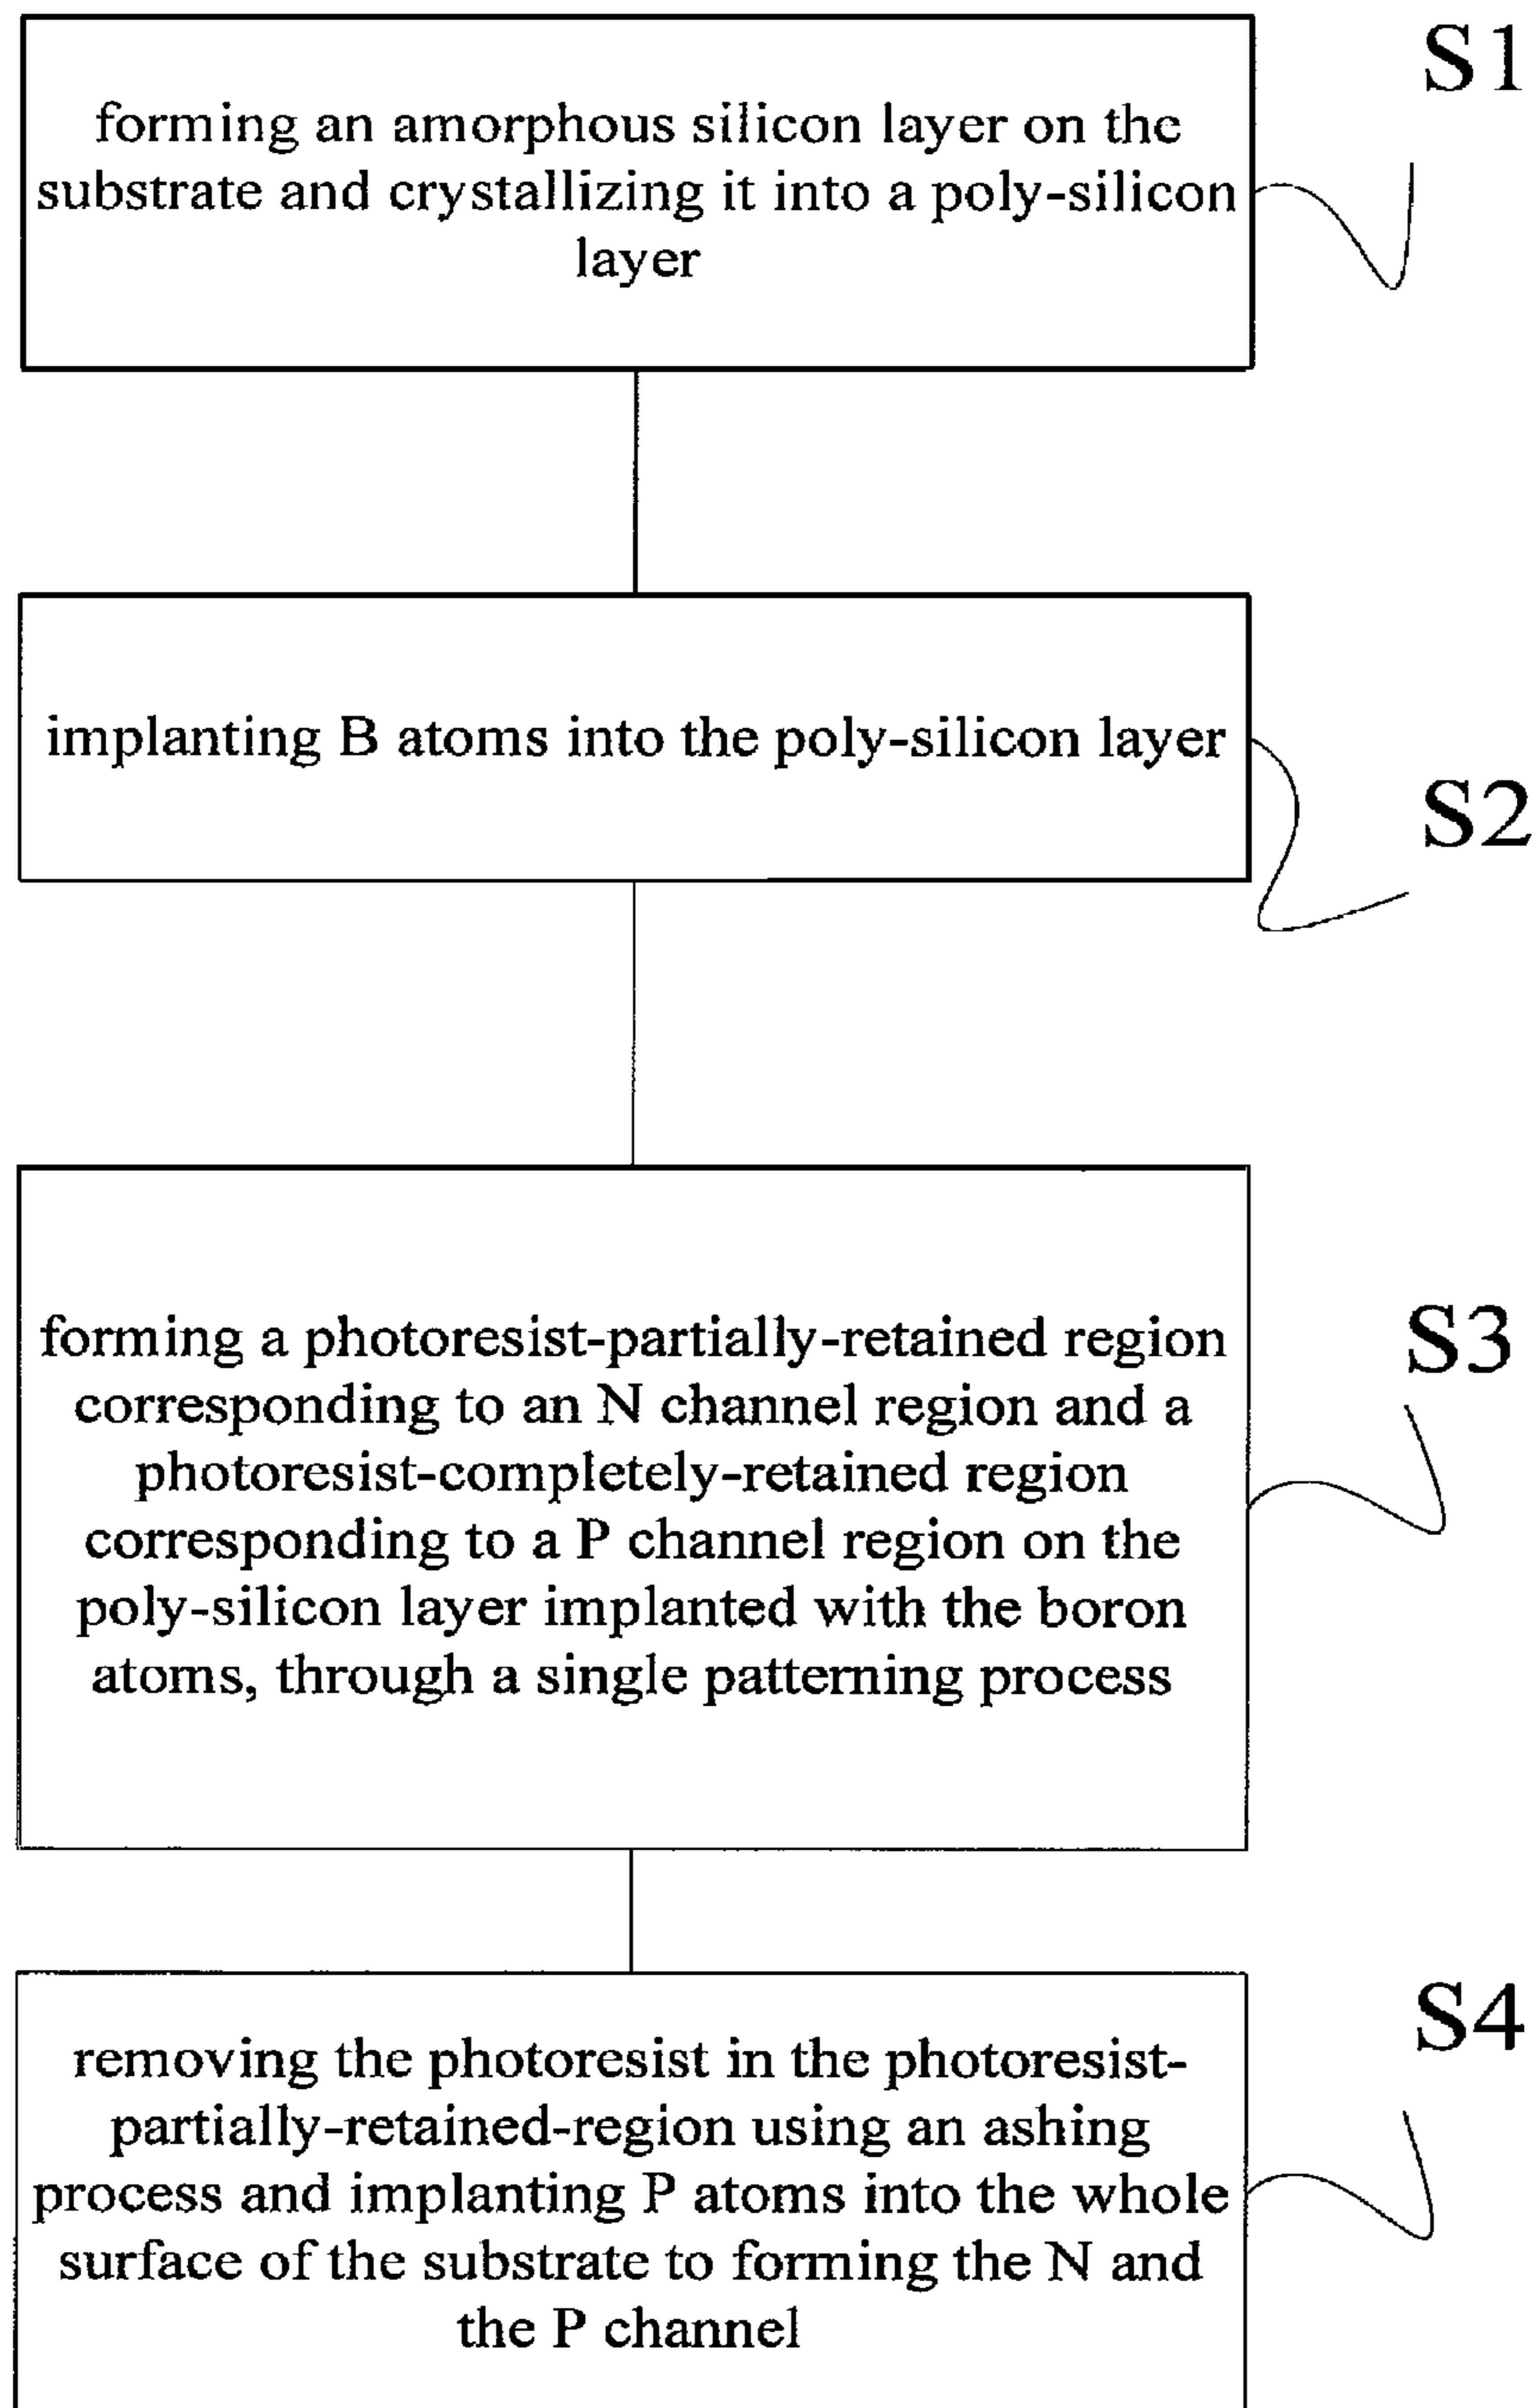 S1
forming an amorphous silicon layer on the
substrate and crystallizing it into a poly-silicon
layer
implanting B atoms into the poly-silicon layer
S2
forming a photoresist-partially-retained region
corresponding to an N channel region and a
photoresist-completely-retained region
corresponding to a P channel region on the
poly-silicon layer implanted with the boron
atoms, through a single patterning process
S3
removing the photoresist in the photoresist-
partially-retained-region using an ashing
process and implanting P atoms into the whole
surface of the substrate to forming the N and
the P channel
S4